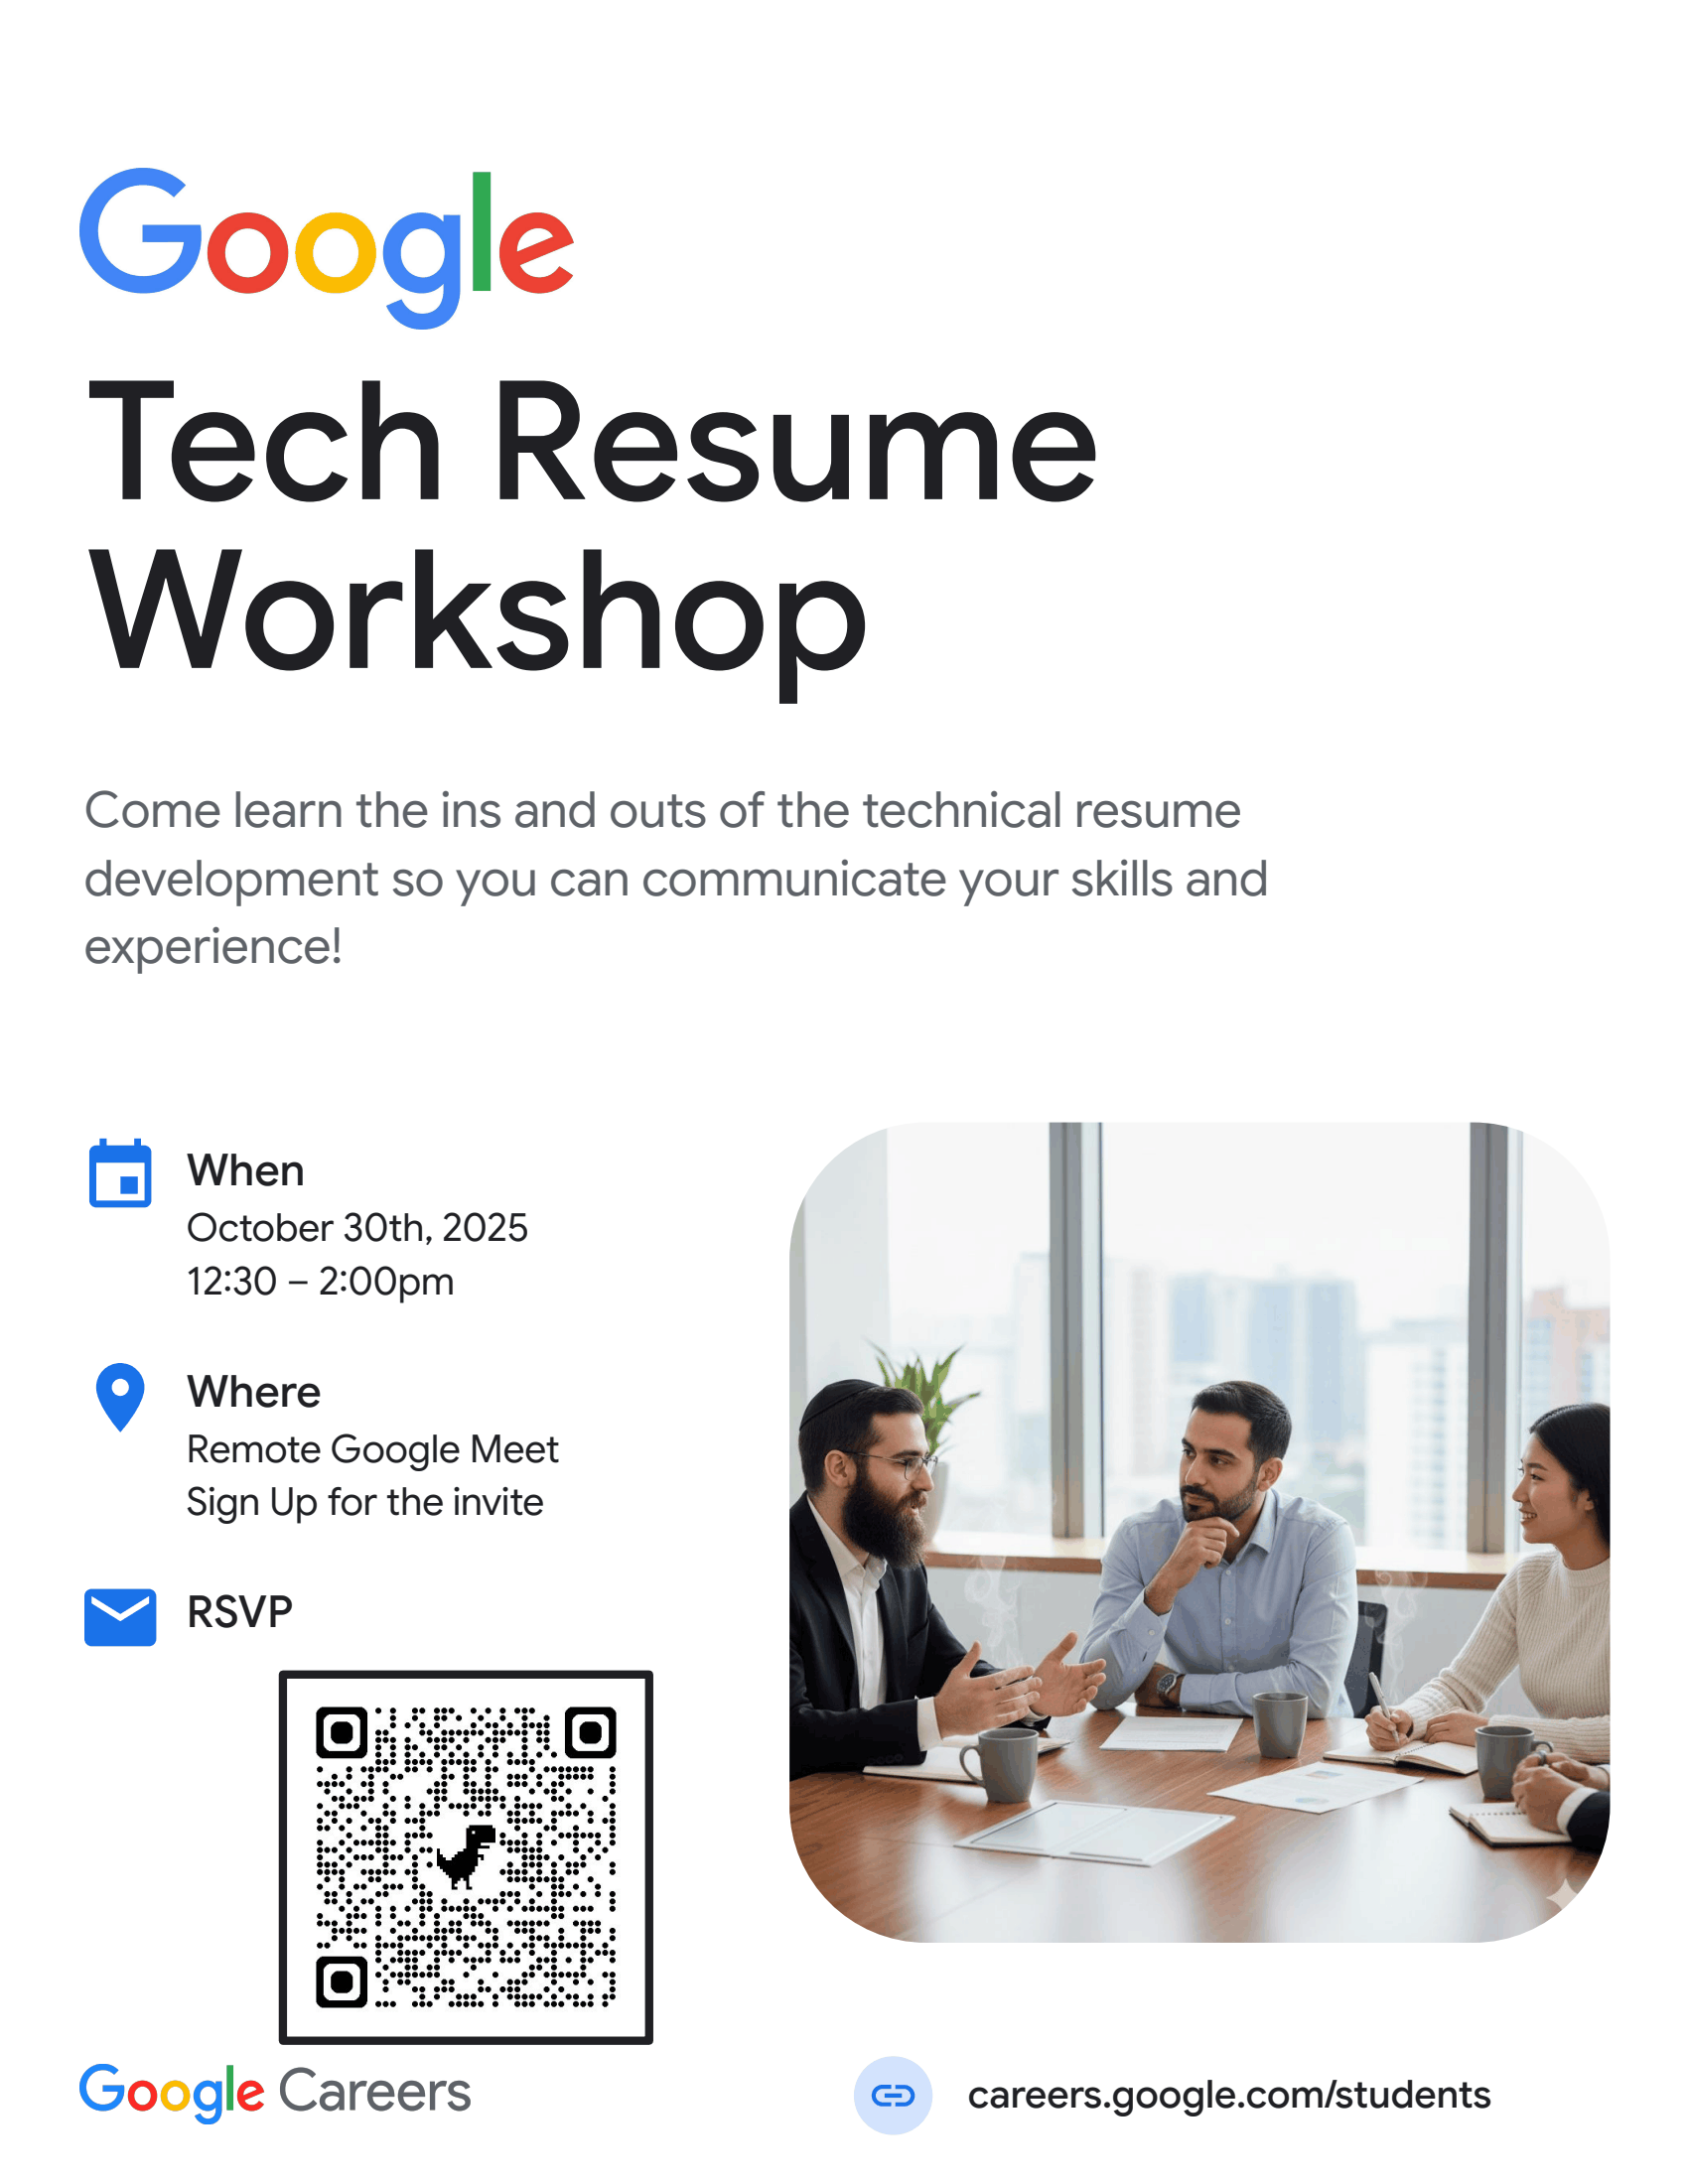 Google
Tech Resume
Workshop
Come learn the ins and outs of the technical resume
development so you can communicate your skills and
experience!
When
October 30th, 2025
12:30 – 2:00pm
Where
Remote Google Meet
Sign Up for the invite
RSVP
Google Careers
careers.google.com/students